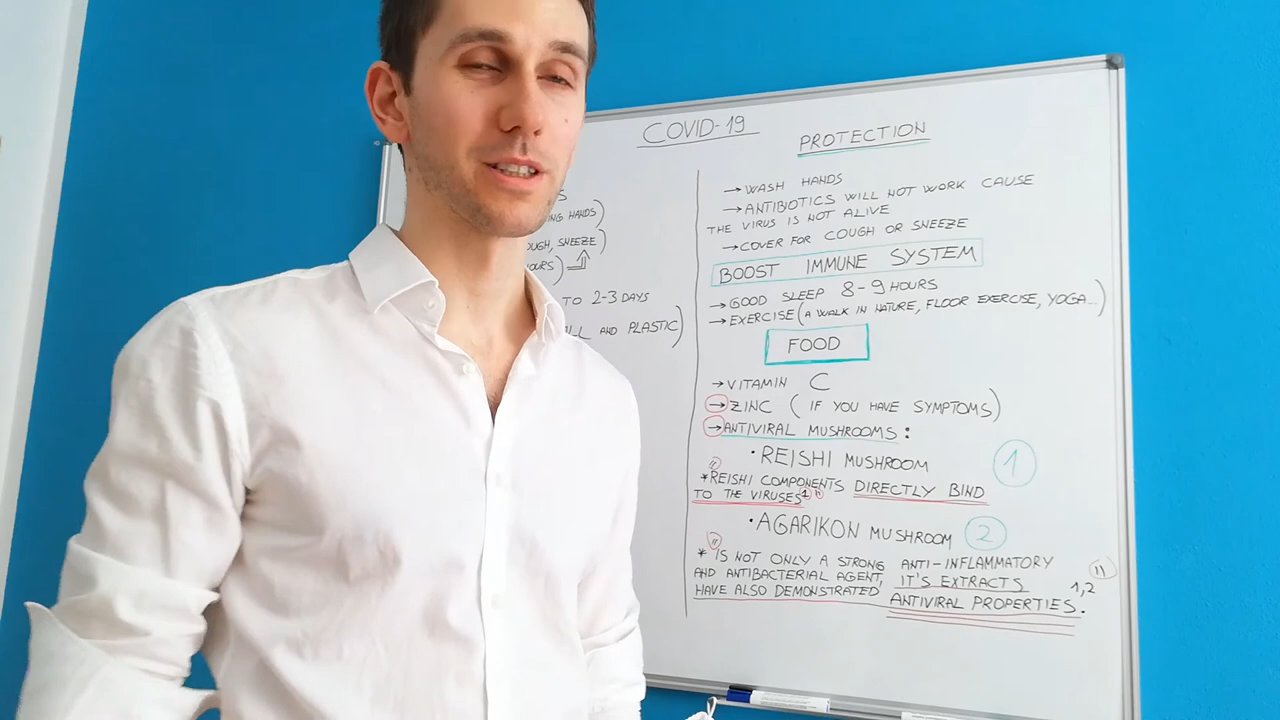 COVID-19
S
ING HANDS)
OUGH, SNEEZE)
OURS)
TO 2-3 DAYS
LL AND PLASTIC)
PROTECTION
→ WASH HANDS
→ ANTIBIOTICS WILL NOT WORK CAUSE
THE VIRUS IS NOT ALIVE
→ COVER FOR COUGH OR SNEEZE
BOOST IMMUNE SYSTEM
→ GOOD SLEEP 8-9 HOURS
→ EXERCISE (A WALK IN NATURE, FLOOR EXERCISE, YOGA...)
FOOD
→ VITAMIN C
→ ZINC (IF YOU HAVE SYMPTOMS)
→ ANTIVIRAL MUSHROOMS:
• REISHI MUSHROOM 1
"
* REISHI COMPONENTS DIRECTLY BIND
TO THE VIRUSES 1 "
• AGARIKON MUSHROOM 2
"
* IS NOT ONLY A STRONG ANTI-INFLAMMATORY "
AND ANTIBACTERIAL AGENT, IT'S EXTRACTS 1,2
HAVE ALSO DEMONSTRATED ANTIVIRAL PROPERTIES.